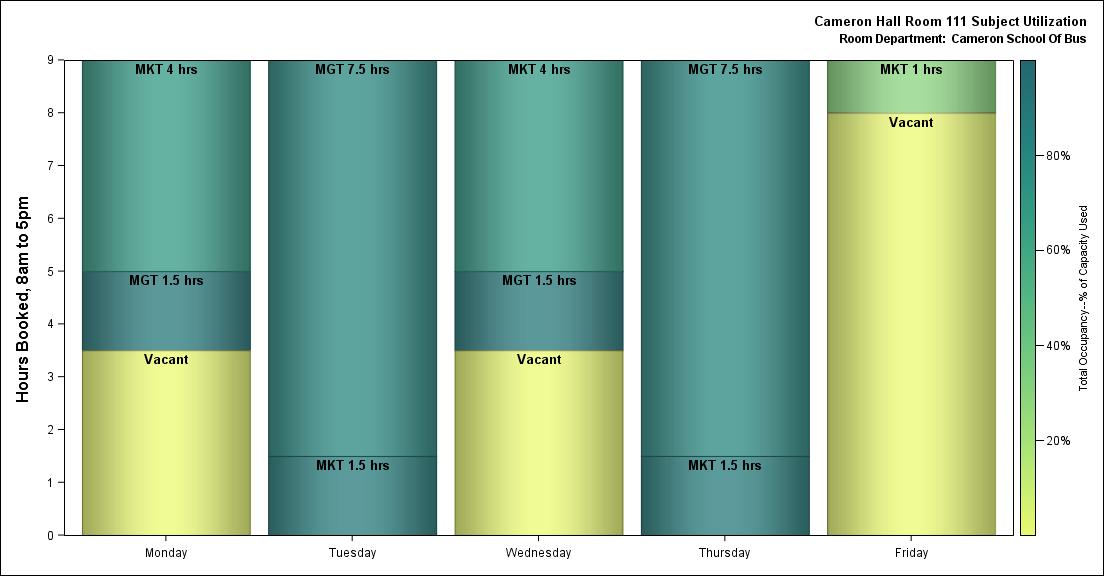 Cameron Hall Room 111 Subject Utilization
Room Department: Cameron School Of Bus
Hours Booked, 8am to 5pm
9
8
7
6
5
4
3
2
1
0
MKT 4 hrs
MGT 1.5 hrs
Vacant
MGT 7.5 hrs
MKT 1.5 hrs
MKT 4 hrs
MGT 1.5 hrs
Vacant
MGT 7.5 hrs
MKT 1.5 hrs
MKT 1 hrs
Vacant
Monday
Tuesday
Wednesday
Thursday
Friday
80%
60%
40%
20%
Total Occupancy--% of Capacity Used